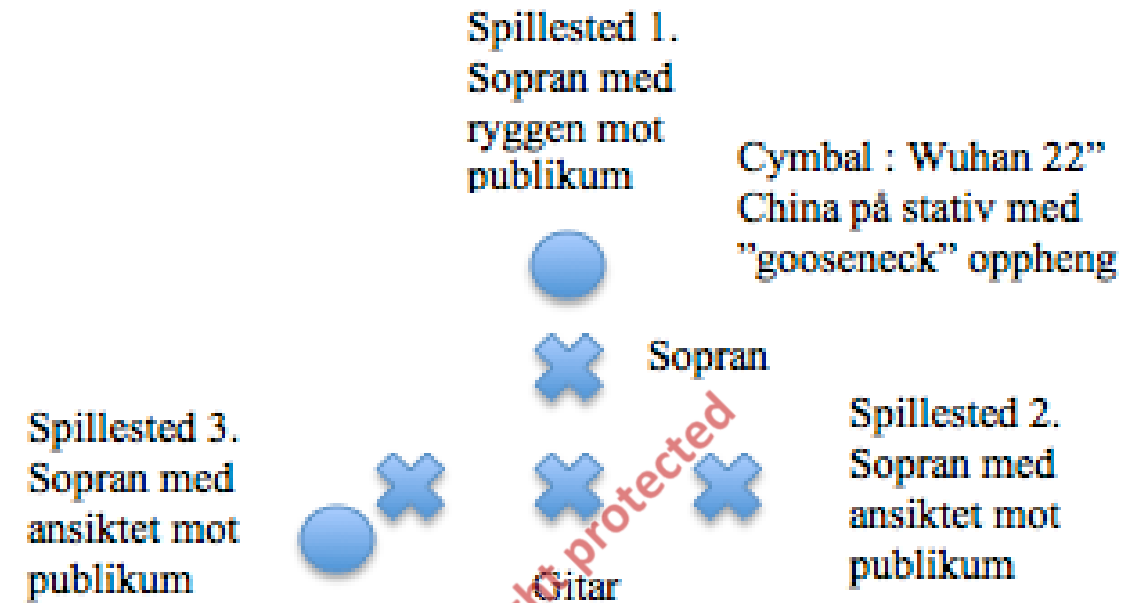 Spillested 1.
Sopran med
ryggen mot
publikum
Cymbal : Wuhan 22”
China på stativ med
”gooseneck” oppheng
Sopran
Spillested 3.
Sopran med
ansiktet mot
publikum
Spillested 2.
Sopran med
ansiktet mot
publikum
Gitar
protected